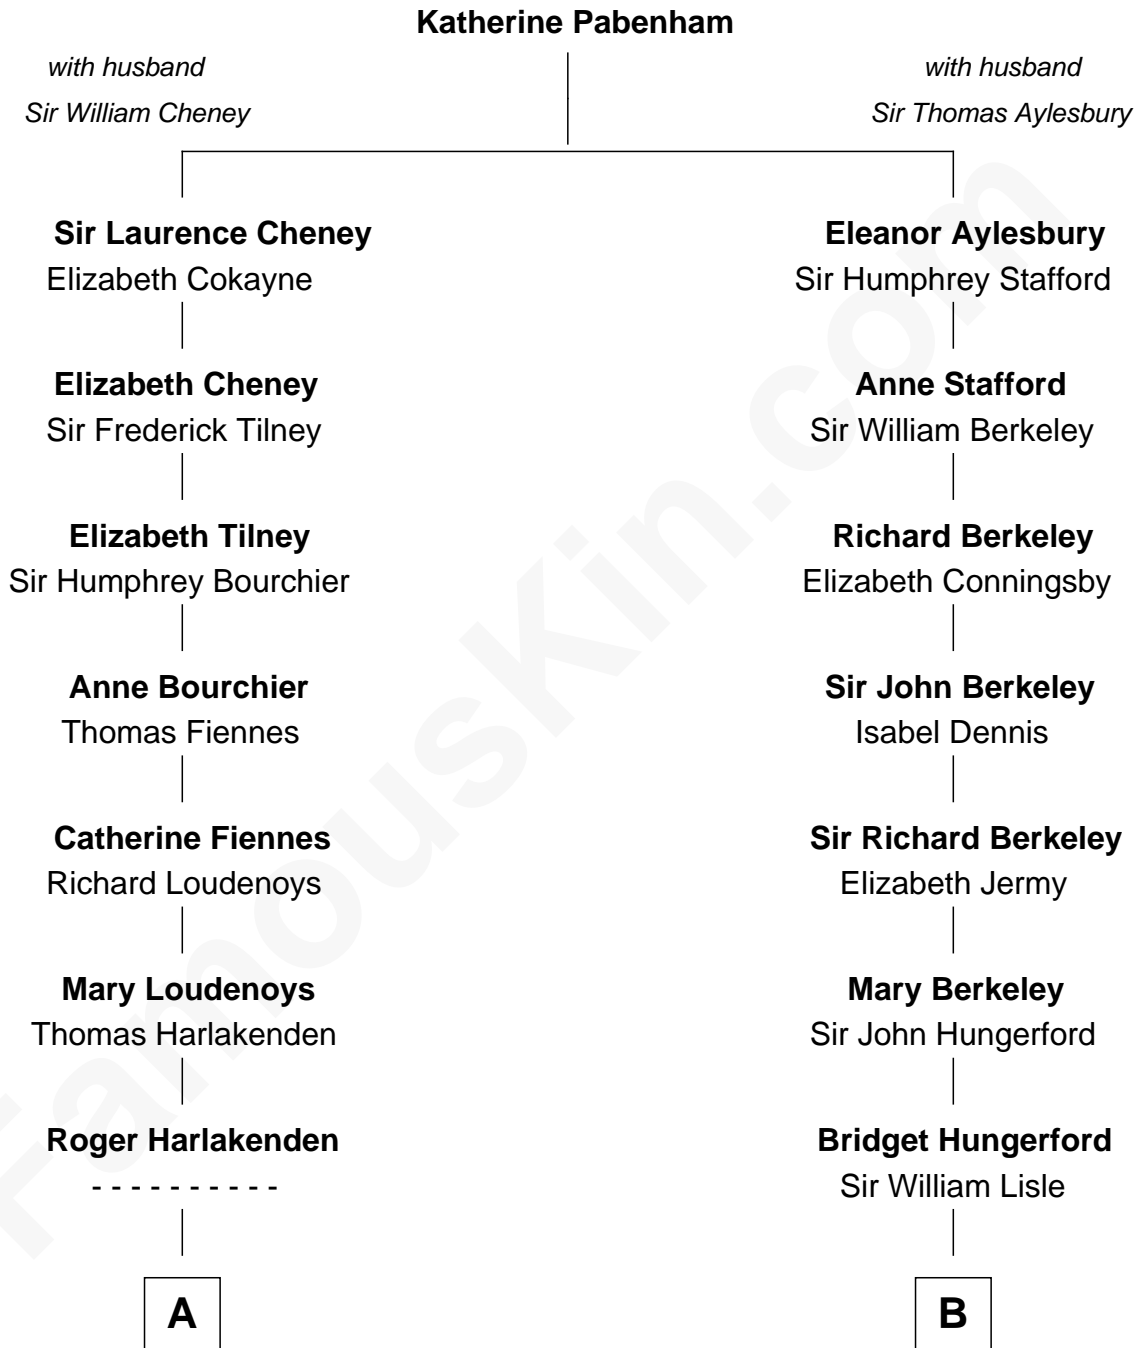 Katherine Pabenham
with husband
Sir William Cheney
with husband
Sir Thomas Aylesbury
Sir Laurence Cheney
Elizabeth Cokayne
Elizabeth Cheney
Sir Frederick Tilney
Elizabeth Tilney
Sir Humphrey Bourchier
Anne Bourchier
Thomas Fiennes
Catherine Fiennes
Richard Loudenoys
Mary Loudenoys
Thomas Harlakenden
Roger Harlakenden
- - - - - - - - - -
A
Eleanor Aylesbury
Sir Humphrey Stafford
Anne Stafford
Sir William Berkeley
Richard Berkeley
Elizabeth Conningsby
Sir John Berkeley
Isabel Dennis
Sir Richard Berkeley
Elizabeth Jermy
Mary Berkeley
Sir John Hungerford
Bridget Hungerford
Sir William Lisle
B
FamousKin.com